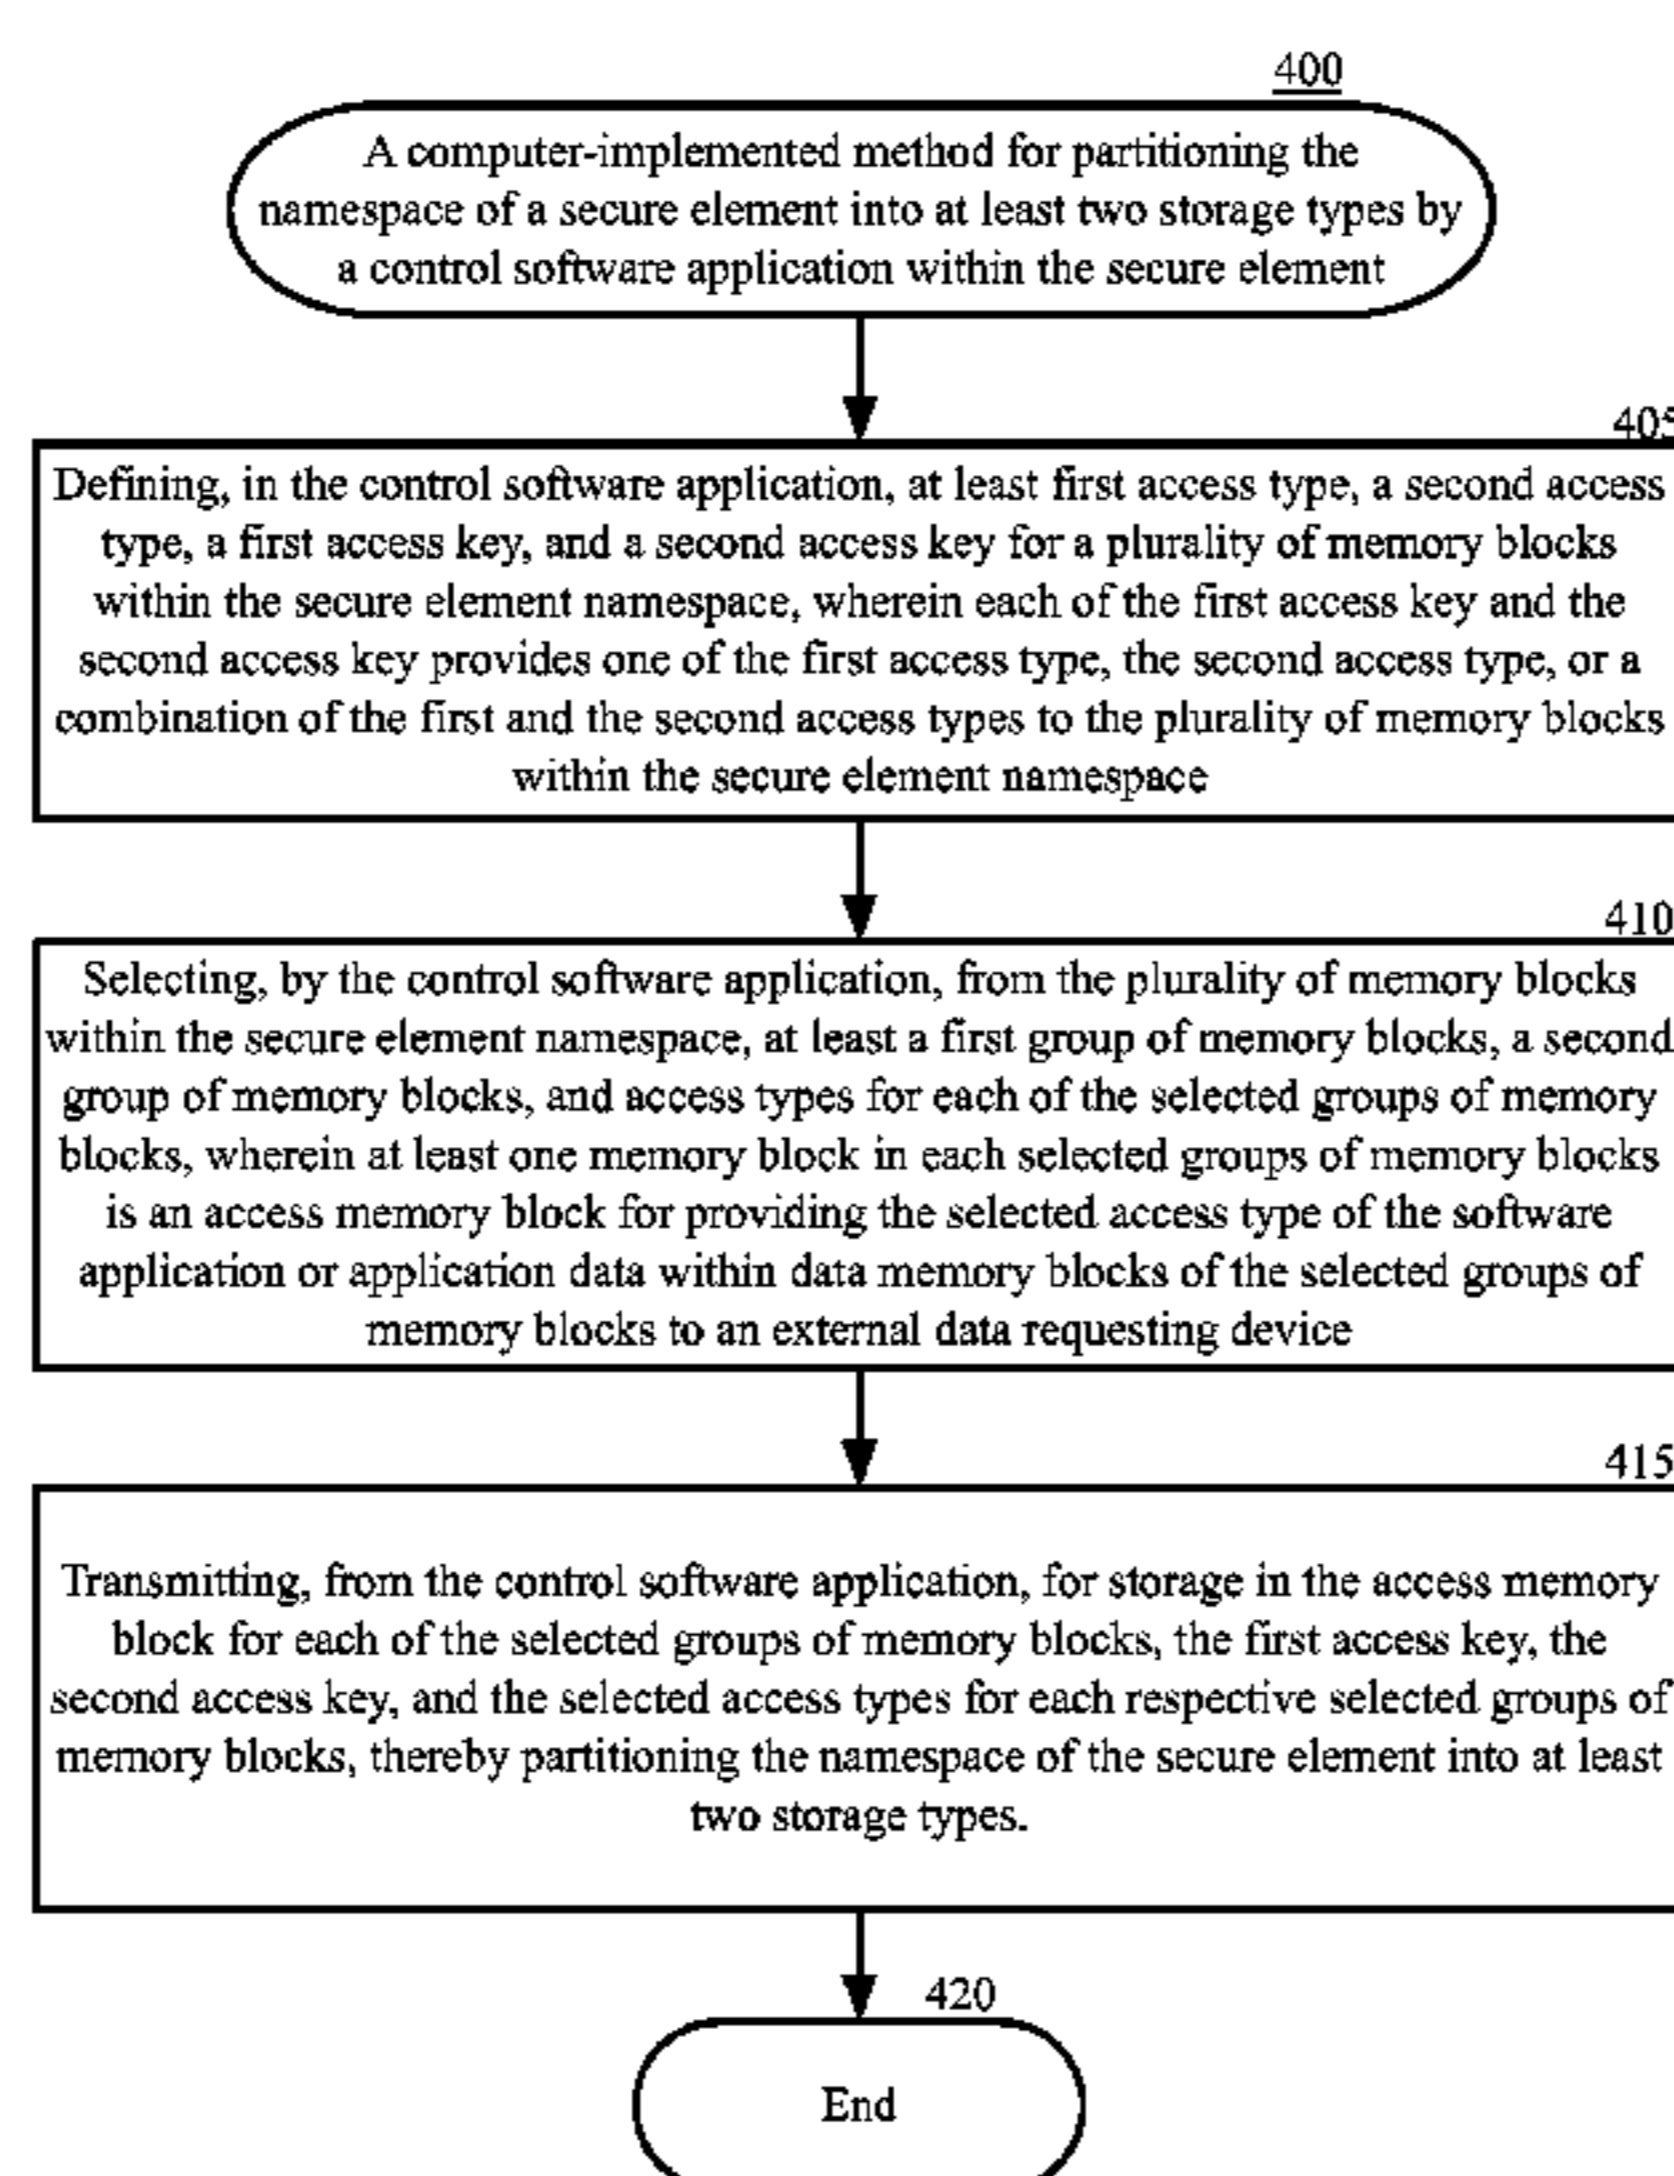 400
A computer-implemented method for partitioning the
namespace of a secure element into at least two storage types by
a control software application within the secure element
405
Defining, in the control software application, at least first access type, a second access
type, a first access key, and a second access key for a plurality of memory blocks
within the secure element namespace, wherein each of the first access key and the
second access key provides one of the first access type, the second access type, or a
combination of the first and the second access types to the plurality of memory blocks
within the secure element namespace
410
Selecting, by the control software application, from the plurality of memory blocks
within the secure element namespace, at least a first group of memory blocks, a second
group of memory blocks, and access types for each of the selected groups of memory
blocks, wherein at least one memory block in each selected groups of memory blocks
is an access memory block for providing the selected access type of the software
application or application data within data memory blocks of the selected groups of
memory blocks to an external data requesting device
415
Transmitting, from the control software application, for storage in the access memory
block for each of the selected groups of memory blocks, the first access key, the
second access key, and the selected access types for each respective selected groups of
memory blocks, thereby partitioning the namespace of the secure element into at least
two storage types.
420
End